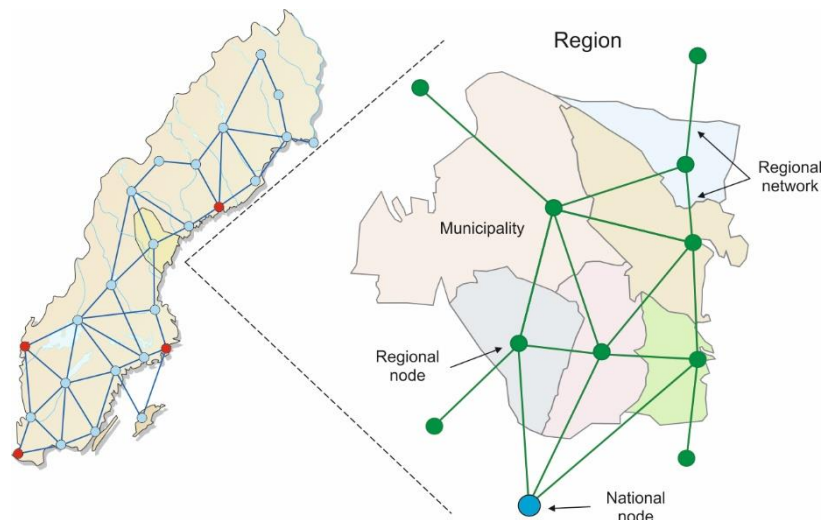 Region
Regional
network
Municipality
Regional
node
National
node